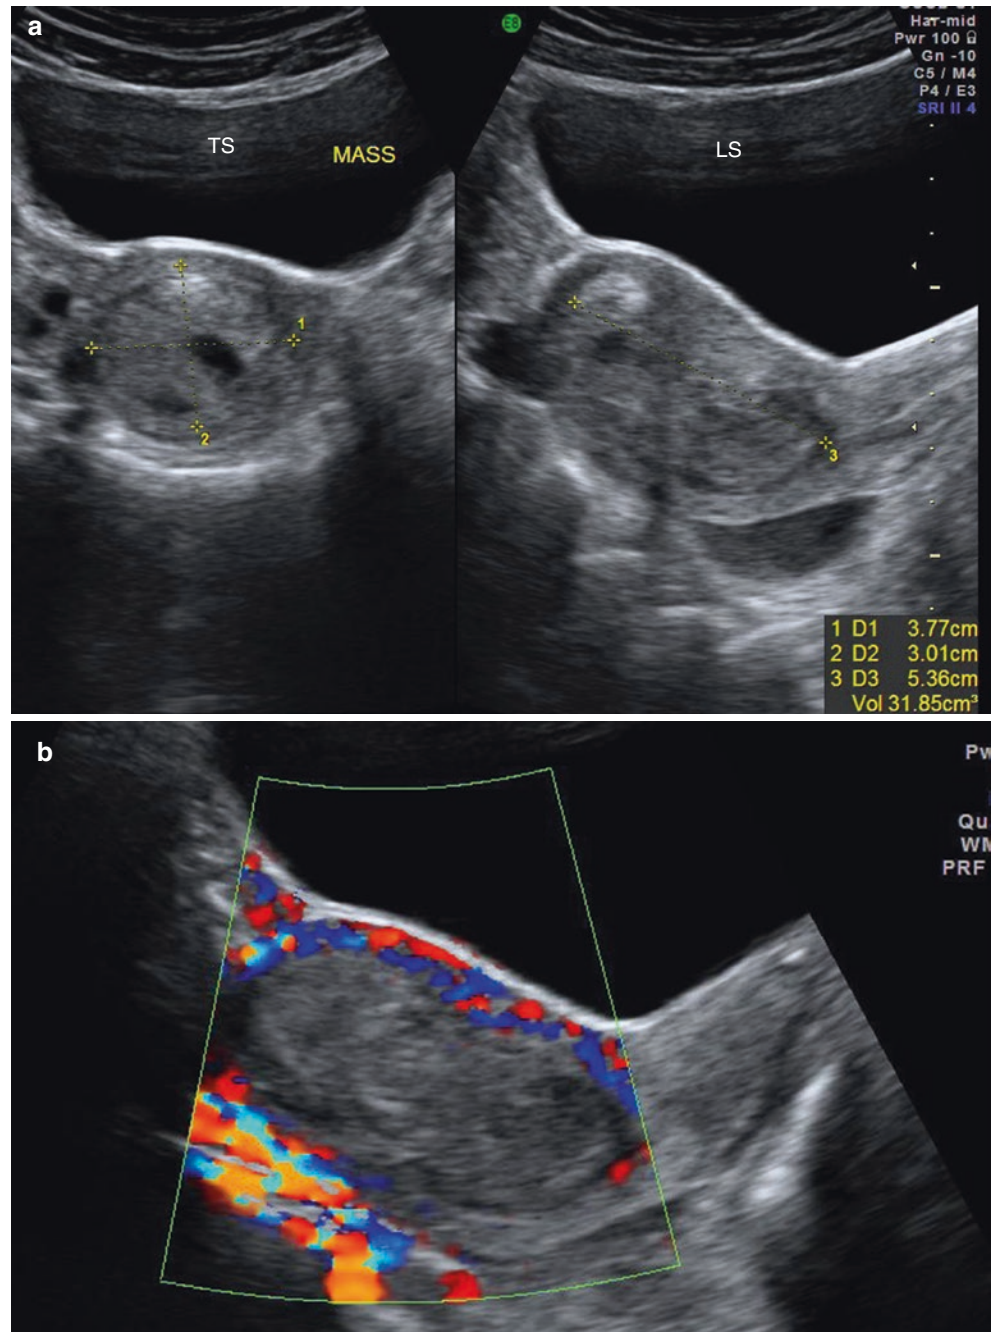 a
E8
Har-mid
Pwr 100
Gn -10
C5 / M4
P4 / E3
SRI II 4
TS
MASS
LS
1
2
3
1 D1 3.77cm
2 D2 3.01cm
3 D3 5.36cm
Vol 31.85cm³
b
Pw
Qu
WM
PRF